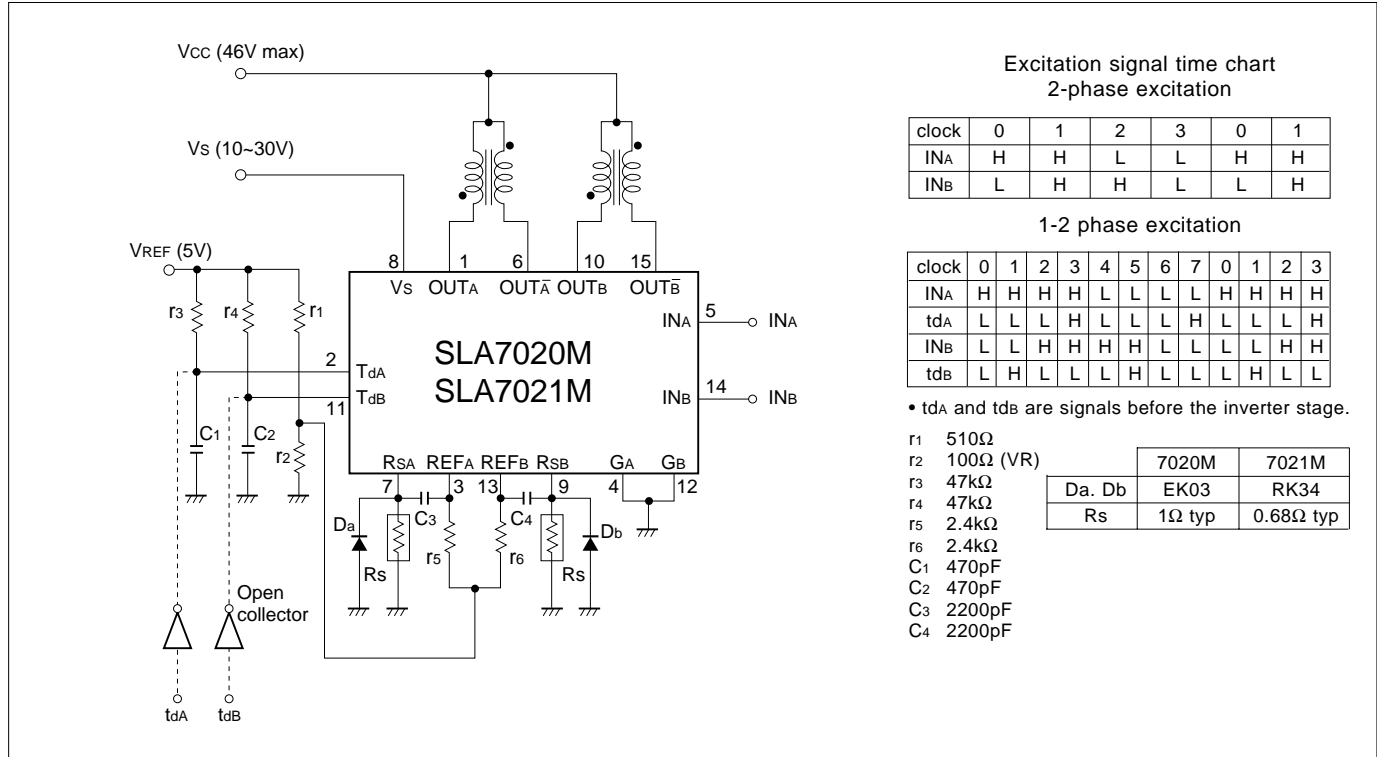 Vcc (46V max)
Vs (10~30V)
VREF (5V)
r3 r4 r1
8 1 6 10 15
Vs OUTA OUTA̅ OUTB OUTB̅
INA 5 INA
SLA7020M
SLA7021M
2 TdA
TdB
11
INB 14 INB
C1 C2 r2
RSA REFA REFB RSB GA GB
7 3 13 9 4 12
Da C3 C4 Db
Rs r5 r6 Rs
Open
collector
tdA tdB
Excitation signal time chart
2-phase excitation
clock 0 1 2 3 0 1
INA H H L L H H
INB L H H L L H
1-2 phase excitation
clock 0 1 2 3 4 5 6 7 0 1 2 3
INA H H H H L L L L H H H H
tdA L L L H L L L H L L L H
INB L L H H H H L L L L H H
tdB L H L L L H L L L H L L
• tdA and tdB are signals before the inverter stage.
r1 510Ω
r2 100Ω (VR)
r3 47kΩ
r4 47kΩ
r5 2.4kΩ
r6 2.4kΩ
C1 470pF
C2 470pF
C3 2200pF
C4 2200pF
7020M 7021M
Da. Db EK03 RK34
Rs 1Ω typ 0.68Ω typ